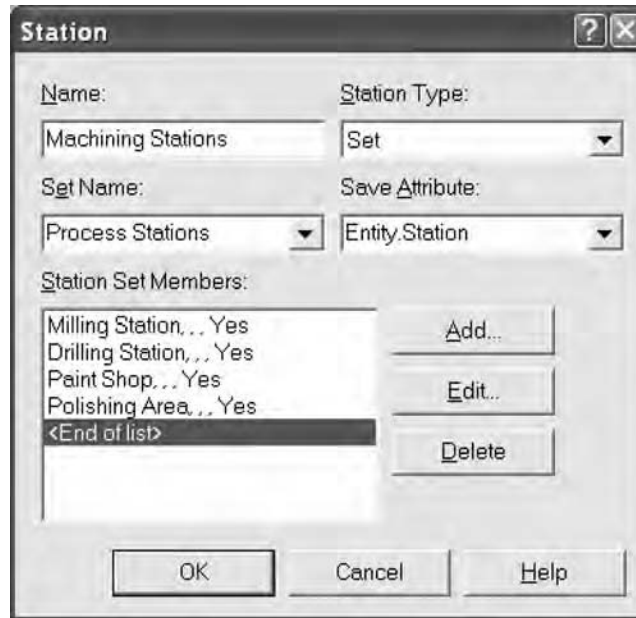 Station
Name: Station Type:
Machining Stations Set
Set Name: Save Attribute:
Process Stations Entity.Station
Station Set Members:
Milling Station, , , Yes
Drilling Station, , , Yes
Paint Shop, , , Yes
Polishing Area, , , Yes
<End of list>
Add...
Edit...
Delete
OK Cancel Help